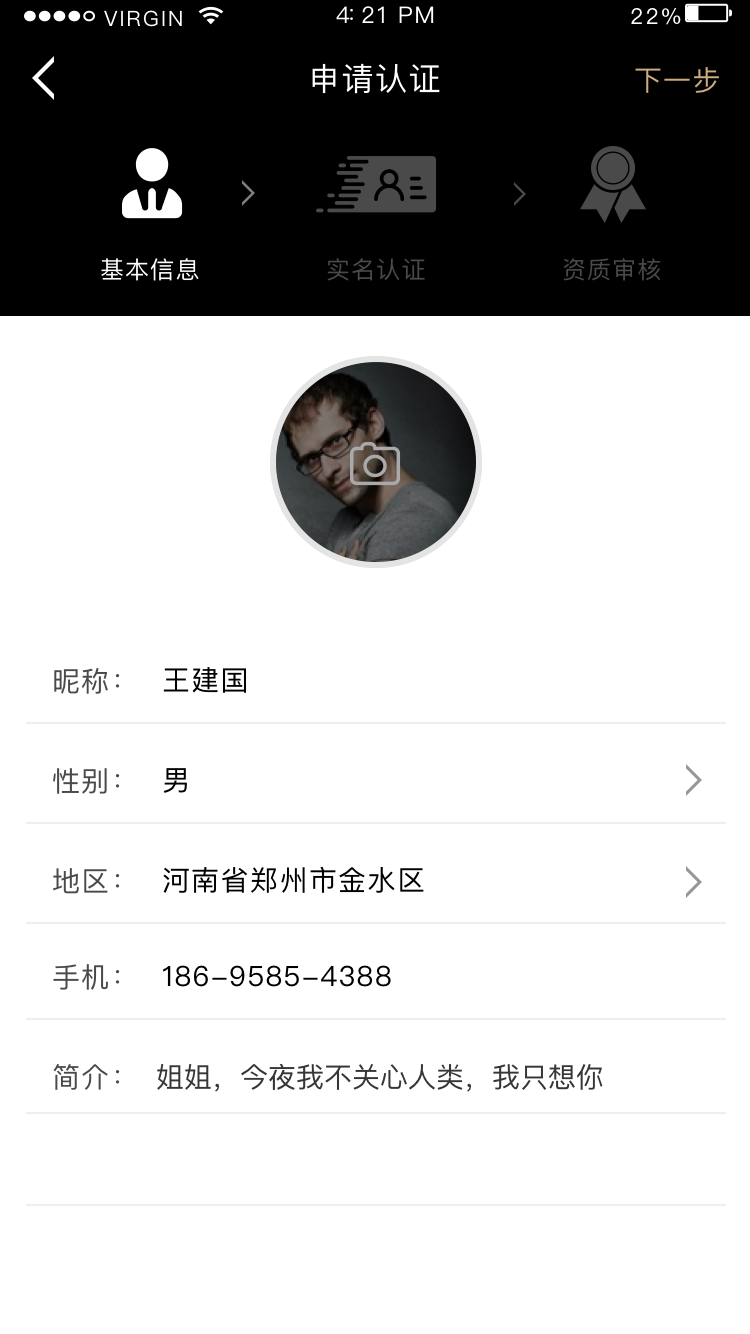 VIRGIN 4:21 PM 22%
申请认证 下一步
基本信息 实名认证 资质审核
昵称： 王建国
性别： 男
地区： 河南省郑州市金水区
手机： 186-9585-4388
简介： 姐姐，今夜我不关心人类，我只想你